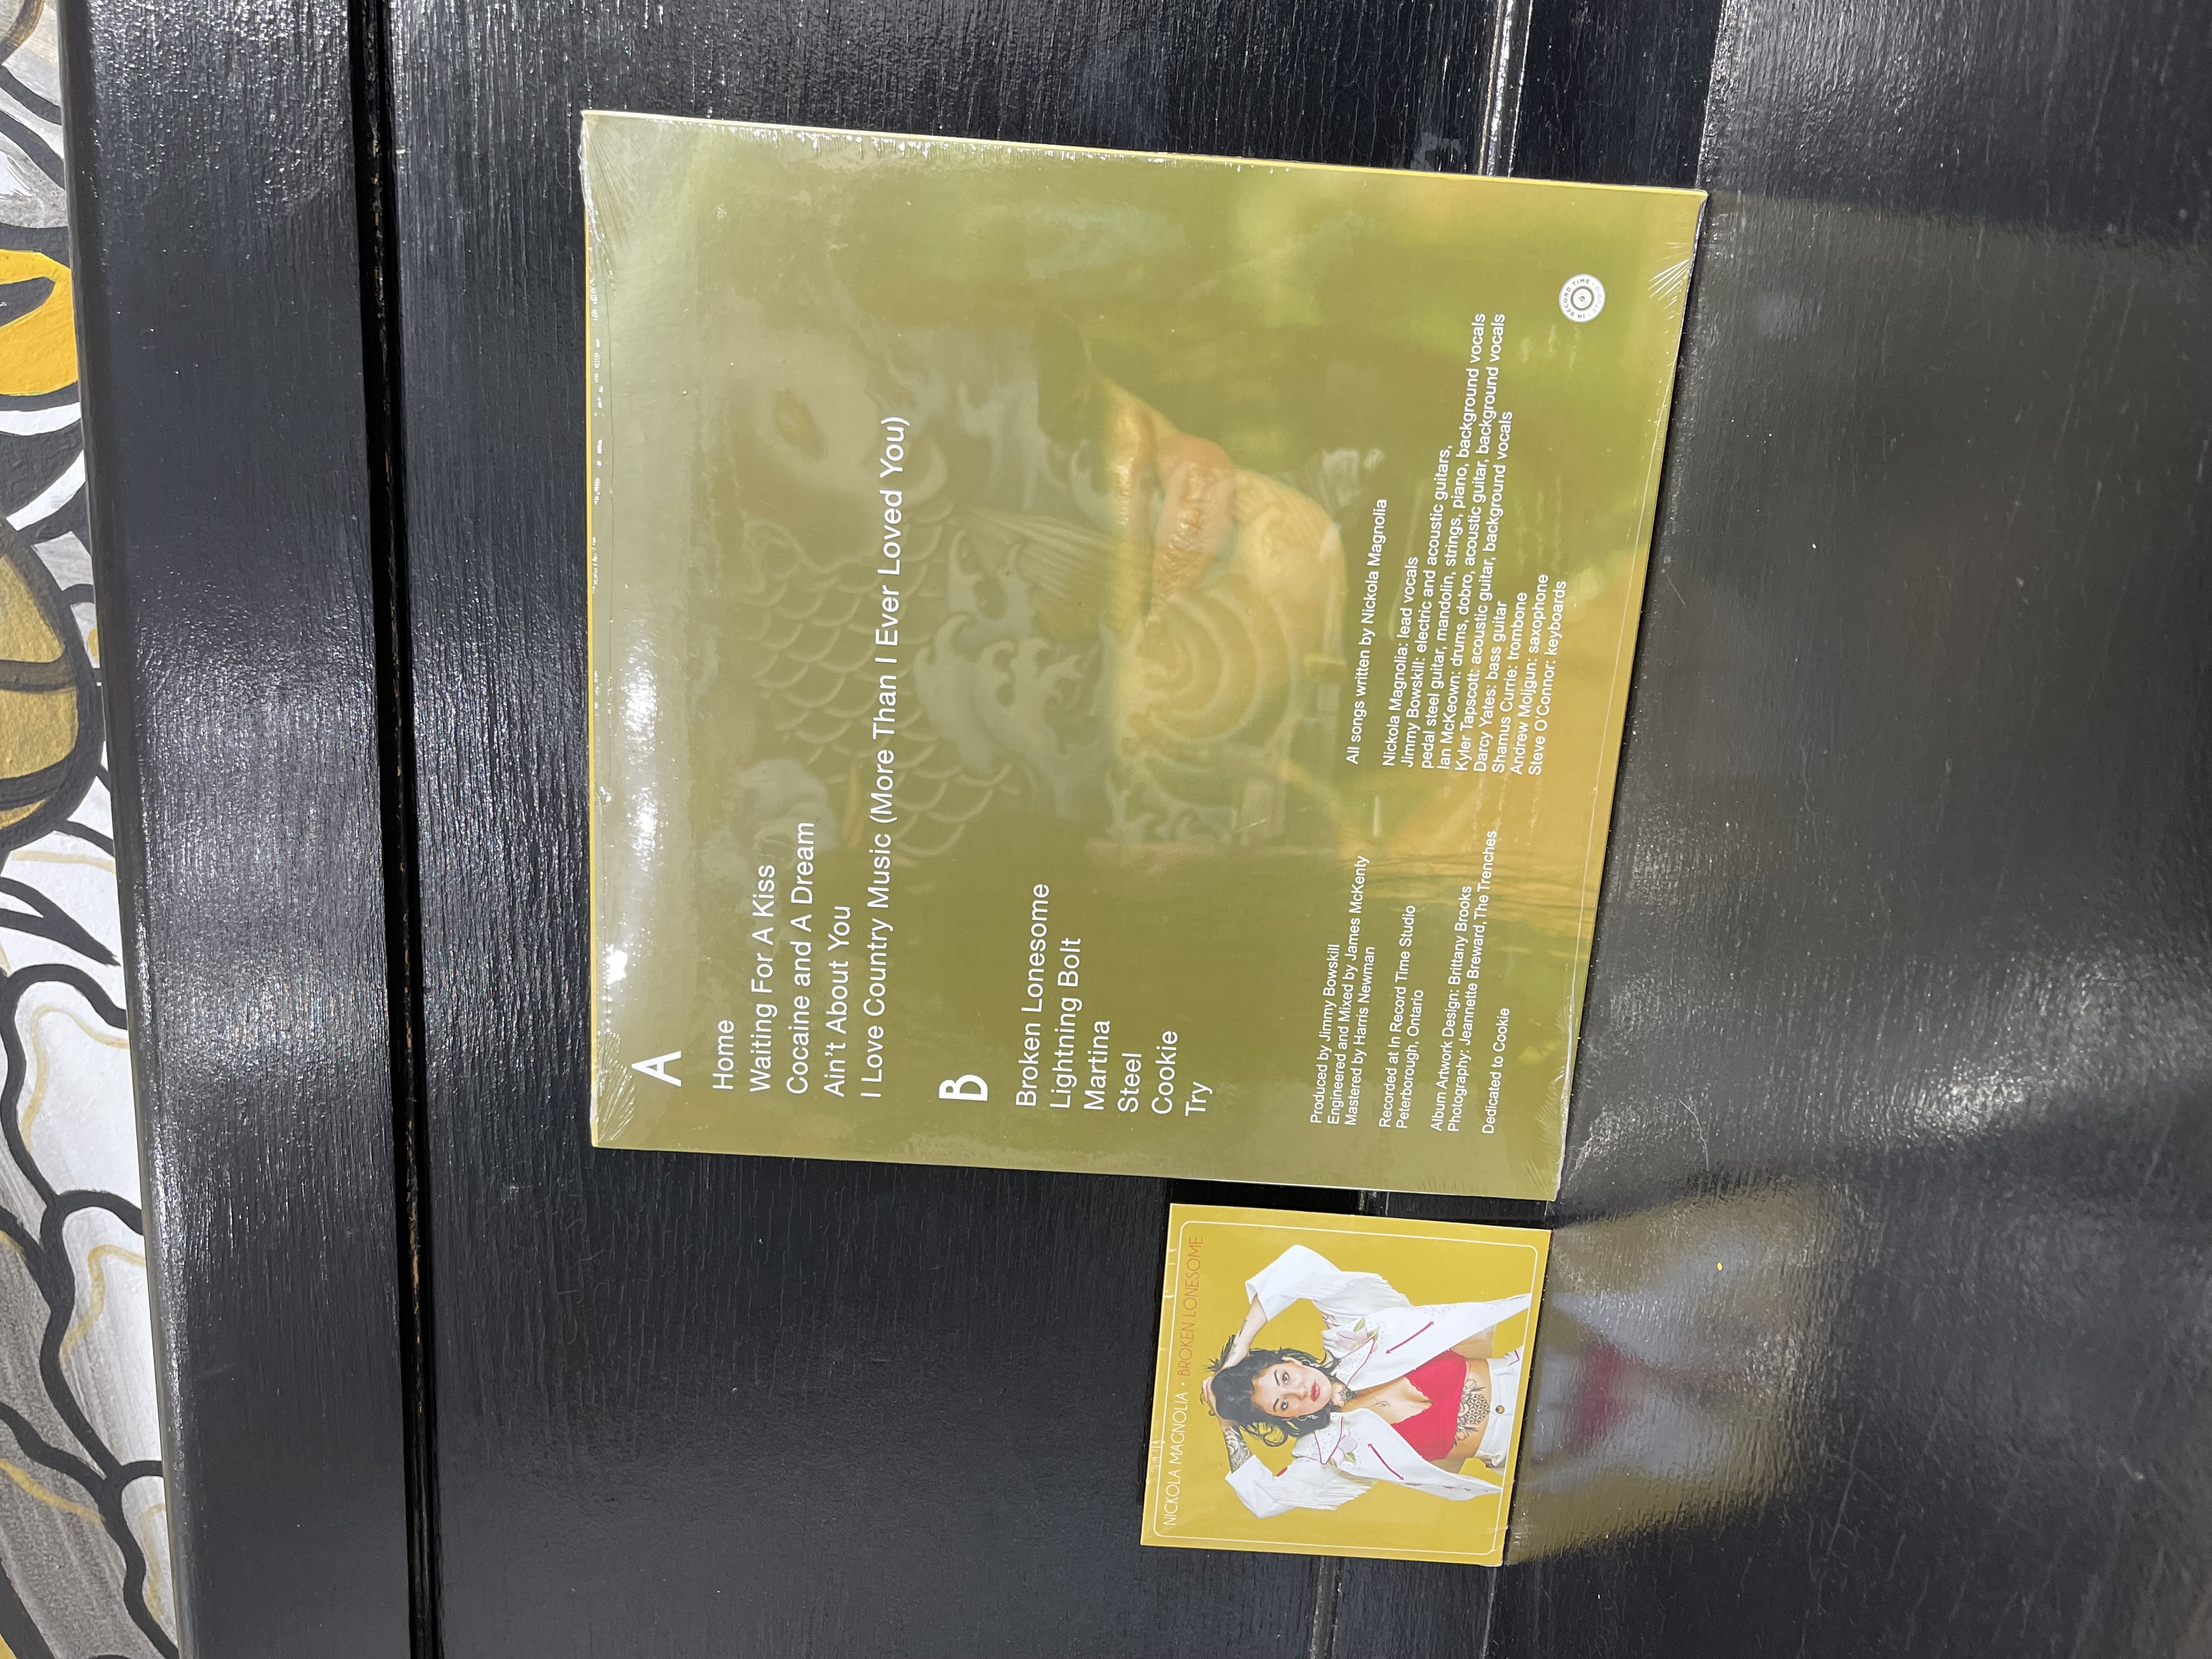 NICKOLA MAGNOLIA • BROKEN LONESOME
A
Home
Waiting For A Kiss
Cocaine and A Dream
Ain't About You
I Love Country Music (More Than I Ever Loved You)
B
Broken Lonesome
Lightning Bolt
Martina
Steel
Cookie
Try
Produced by Jimmy Bowskill
Engineered and Mixed by James McKenty
Mastered by Harris Newman
Recorded at In Record Time Studio
Peterborough, Ontario
Album Artwork Design: Brittany Brooks
Photography: Jeannette Breward, The Trenches
Dedicated to Cookie
All songs written by Nickola Magnolia
Nickola Magnolia: lead vocals
Jimmy Bowskill: electric and acoustic guitars,
pedal steel guitar, mandolin, strings, piano, background vocals
Ian McKeown: drums, dobro, acoustic guitar, background vocals
Kyler Tapscott: acoustic guitar, background vocals
Darcy Yates: bass guitar
Shamus Currie: trombone
Andrew Moljgun: saxophone
Steve O'Connor: keyboards
IN RECORD TIME
STUDIO